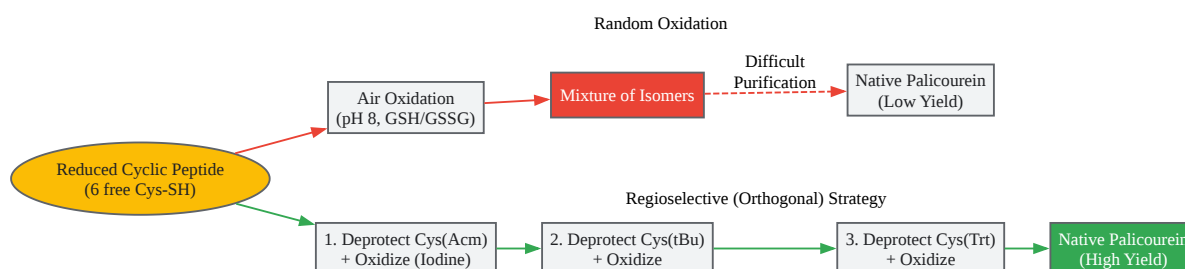 Random Oxidation
Difficult
Purification
Air Oxidation
(pH 8, GSH/GSSG)
Mixture of Isomers
Native Palicourein
(Low Yield)
Reduced Cyclic Peptide
(6 free Cys-SH)
Regioselective (Orthogonal) Strategy
1. Deprotect Cys(Acm)
+ Oxidize (Iodine)
2. Deprotect Cys(tBu)
+ Oxidize
3. Deprotect Cys(Trt)
+ Oxidize
Native Palicourein
(High Yield)